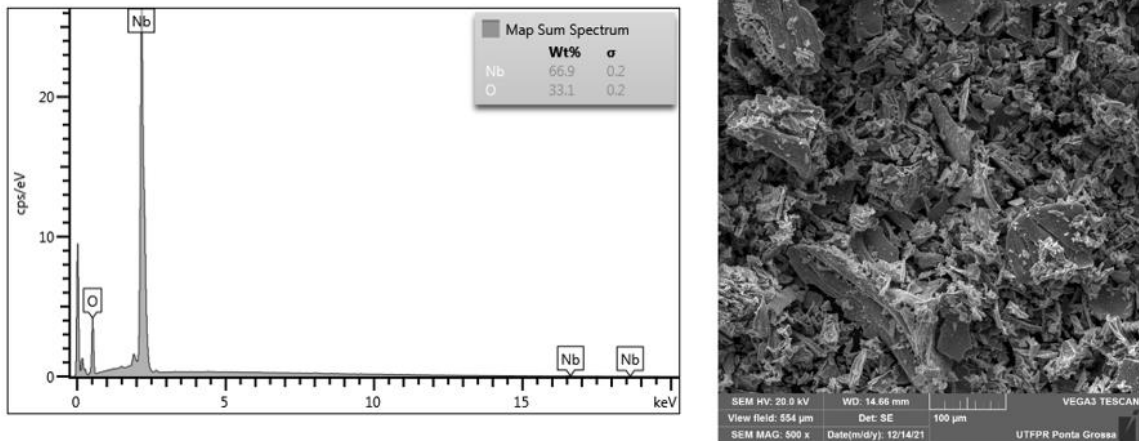 Nb
Map Sum Spectrum
Wt% σ
Nb 66.9 0.2
O 33.1 0.2
20
cps/eV
10
O
Nb Nb
0
0 5 10 15 keV
SEM HV: 20.0 kV WD: 14.66 mm VEGA3 TESCAN
View field: 554 µm Det: SE 100 µm
SEM MAG: 500 x Date(m/d/y): 12/14/21 UTFPR Ponta Grossa